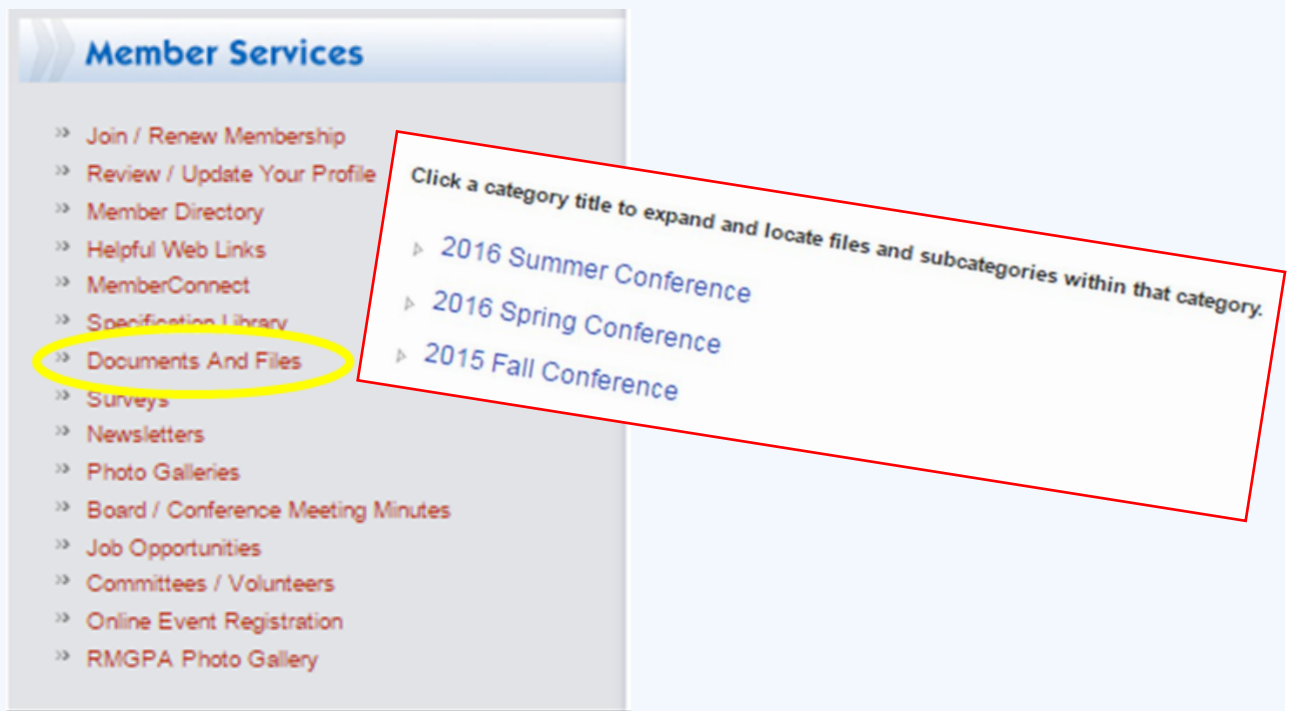 Member Services
Join / Renew Membership
Review / Update Your Profile
Member Directory
Helpful Web Links
MemberConnect
Specification Library
Documents And Files
Surveys
Newsletters
Photo Galleries
Board / Conference Meeting Minutes
Job Opportunities
Committees / Volunteers
Online Event Registration
RMGPA Photo Gallery
Click a category title to expand and locate files and subcategories within that category.
2016 Summer Conference
2016 Spring Conference
2015 Fall Conference